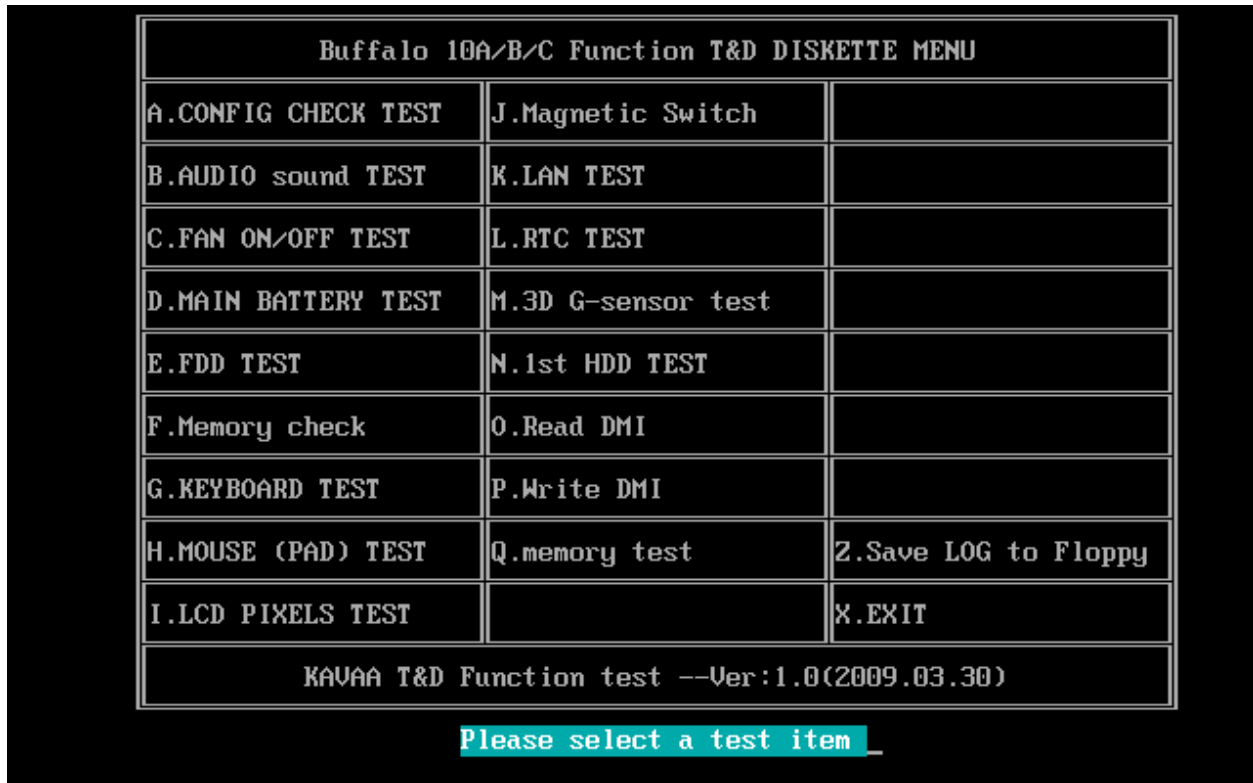 Buffalo 10A/B/C Function T&D DISKETTE MENU
A.CONFIG CHECK TEST J.Magnetic Switch
B.AUDIO sound TEST K.LAN TEST
C.FAN ON/OFF TEST L.RTC TEST
D.MAIN BATTERY TEST M.3D G-sensor test
E.FDD TEST N.1st HDD TEST
F.Memory check O.Read DMI
G.KEYBOARD TEST P.Write DMI
H.MOUSE (PAD) TEST Q.memory test Z.Save LOG to Floppy
I.LCD PIXELS TEST X.EXIT
KAVAA T&D Function test --Ver:1.0(2009.03.30)
Please select a test item _